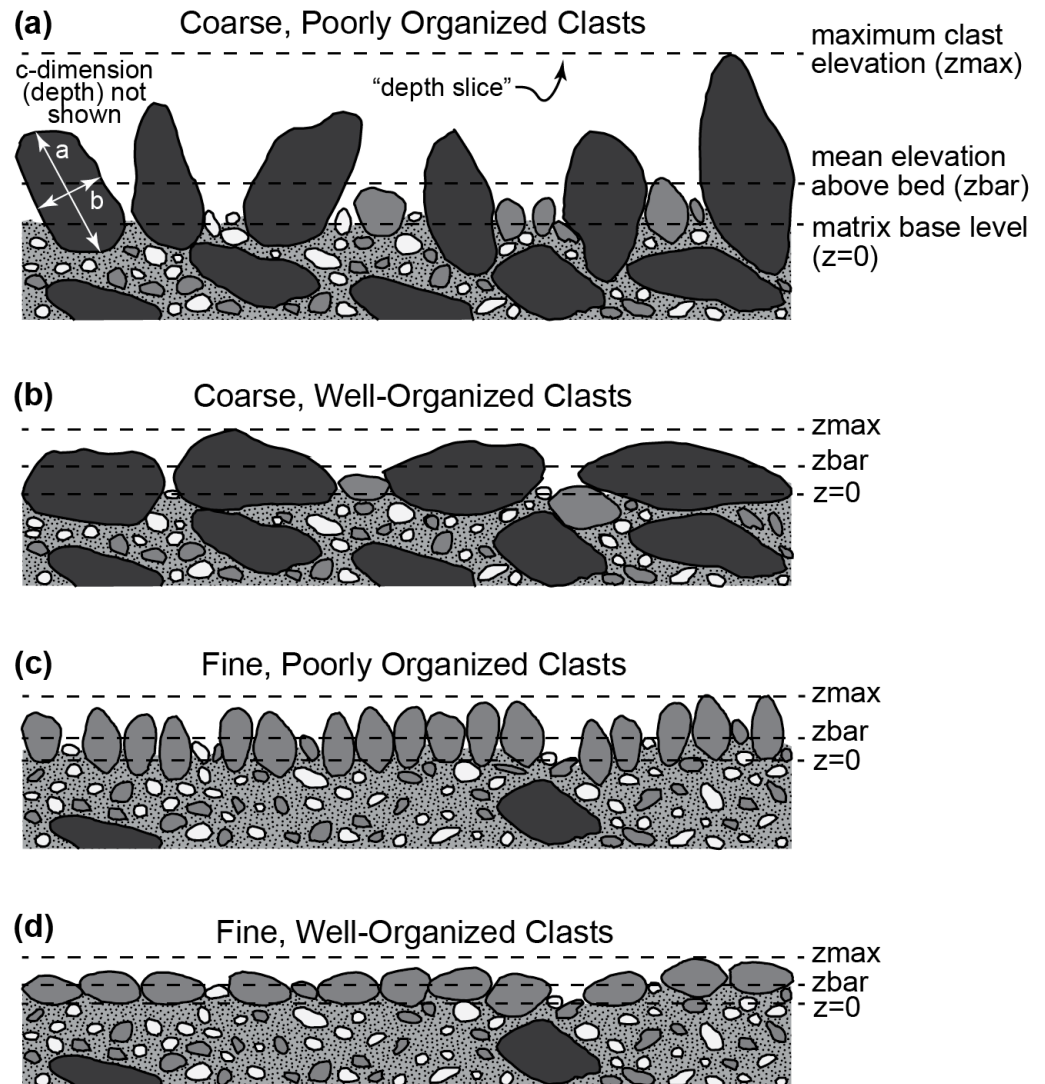 (a)
Coarse, Poorly Organized Clasts
maximum clast
elevation (zmax)
c-dimension
(depth) not
shown
“depth slice”
a
b
mean elevation
above bed (zbar)
matrix base level
(z=0)
(b)
Coarse, Well-Organized Clasts
zmax
zbar
z=0
(c)
Fine, Poorly Organized Clasts
zmax
zbar
z=0
(d)
Fine, Well-Organized Clasts
zmax
zbar
z=0